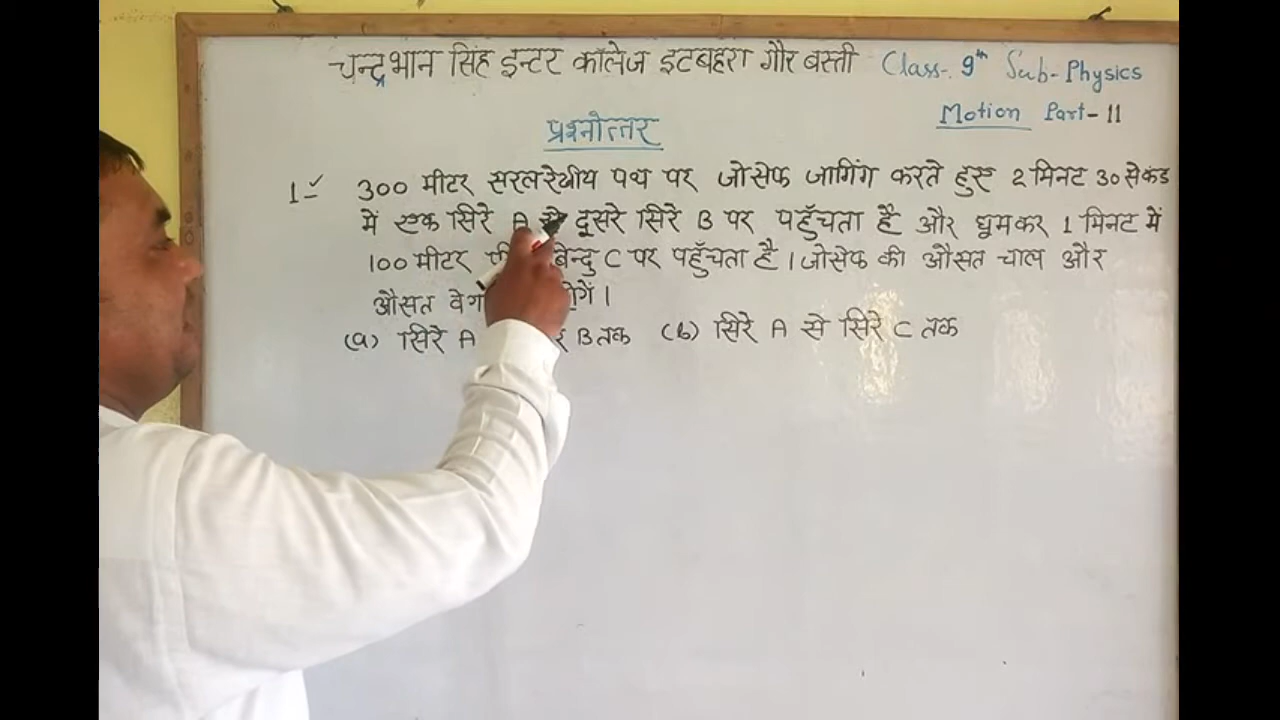 चन्द्रभान सिंह इन्टर कॉलेज इटबहरा गौर बस्ती Class-. 9th Sub-Physics
Motion Part-11
प्रश्नोत्तर
1- 300 मीटर सरलरेखीय पथ पर जोसेफ जागिंग करते हुए 2 मिनट 30 सेकंड
में एक सिरे A से दूसरे सिरे B पर पहुँचता है और घूमकर 1 मिनट में
100 मीटर बिन्दु C पर पहुँचता है । जोसेफ की औसत चाल और
औसत
(a) सिरे A B तक (b) सिरे A से सिरे C तक